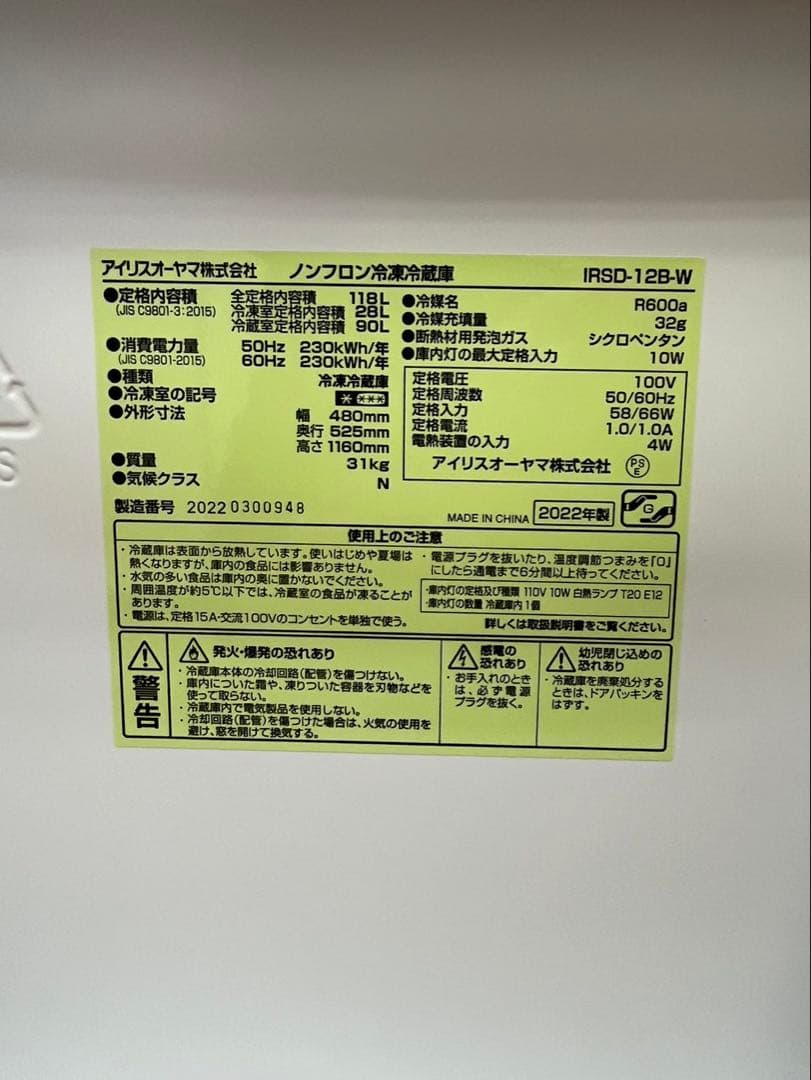 アイリスオーヤマ株式会社 ノンフロン冷凍冷蔵庫 IRSD-12B-W
●定格内容積 全定格内容積 118L
(JIS C9801-3:2015) 冷凍室定格内容積 28L
冷蔵室定格内容積 90L
●消費電力量 50Hz 230kWh/年
(JIS C9801-2015) 60Hz 230kWh/年
●種類 冷凍冷蔵庫
●冷凍室の記号
●外形寸法 幅 480mm
奥行 525mm
高さ 1160mm
●質量 31kg
●気候クラス N
●冷媒名 R600a
●冷媒充填量 32g
●断熱材用発泡ガス シクロペンタン
●庫内灯の最大定格入力 10W
定格電圧 100V
定格周波数 50/60Hz
定格入力 58/66W
定格電流 1.0/1.0A
電熱装置の入力 4W
アイリスオーヤマ株式会社 PSE
製造番号 2022 0300948
MADE IN CHINA 2022年製 G
使用上のご注意
・冷蔵庫は表面から放熱しています。使いはじめや夏場は
熱くなりますが、庫内の食品には影響ありません。
・水気の多い食品は庫内の奥に置かないでください。
・周囲温度が約5℃以下では、冷蔵室の食品が凍ることが
あります。
・電源は、定格15A・交流100Vのコンセントを単独で使う。
・電源プラグを抜いたり、温度調節つまみを「0」
にしたら通電まで6分間以上待ってください。
・庫内灯の定格及び種類 110V 10W 白熱ランプ T20 E12
・庫内灯の数量 冷蔵庫内1個
詳しくは取扱説明書をご覧ください。
警告
発火・爆発の恐れあり
・冷蔵庫本体の冷却回路(配管)を傷つけない。
・庫内についた霜や、凍りついた容器を刃物などを
使って取らない。
・冷蔵庫内で電気製品を使用しない。
・冷却回路(配管)を傷つけた場合は、火気の使用を
避け、窓を開けて換気する。
感電の
恐れあり
・お手入れのとき
は、必ず電源
プラグを抜く。
幼児閉じ込めの
恐れあり
・冷蔵庫を廃棄処分する
ときは、ドアパッキンを
はずす。